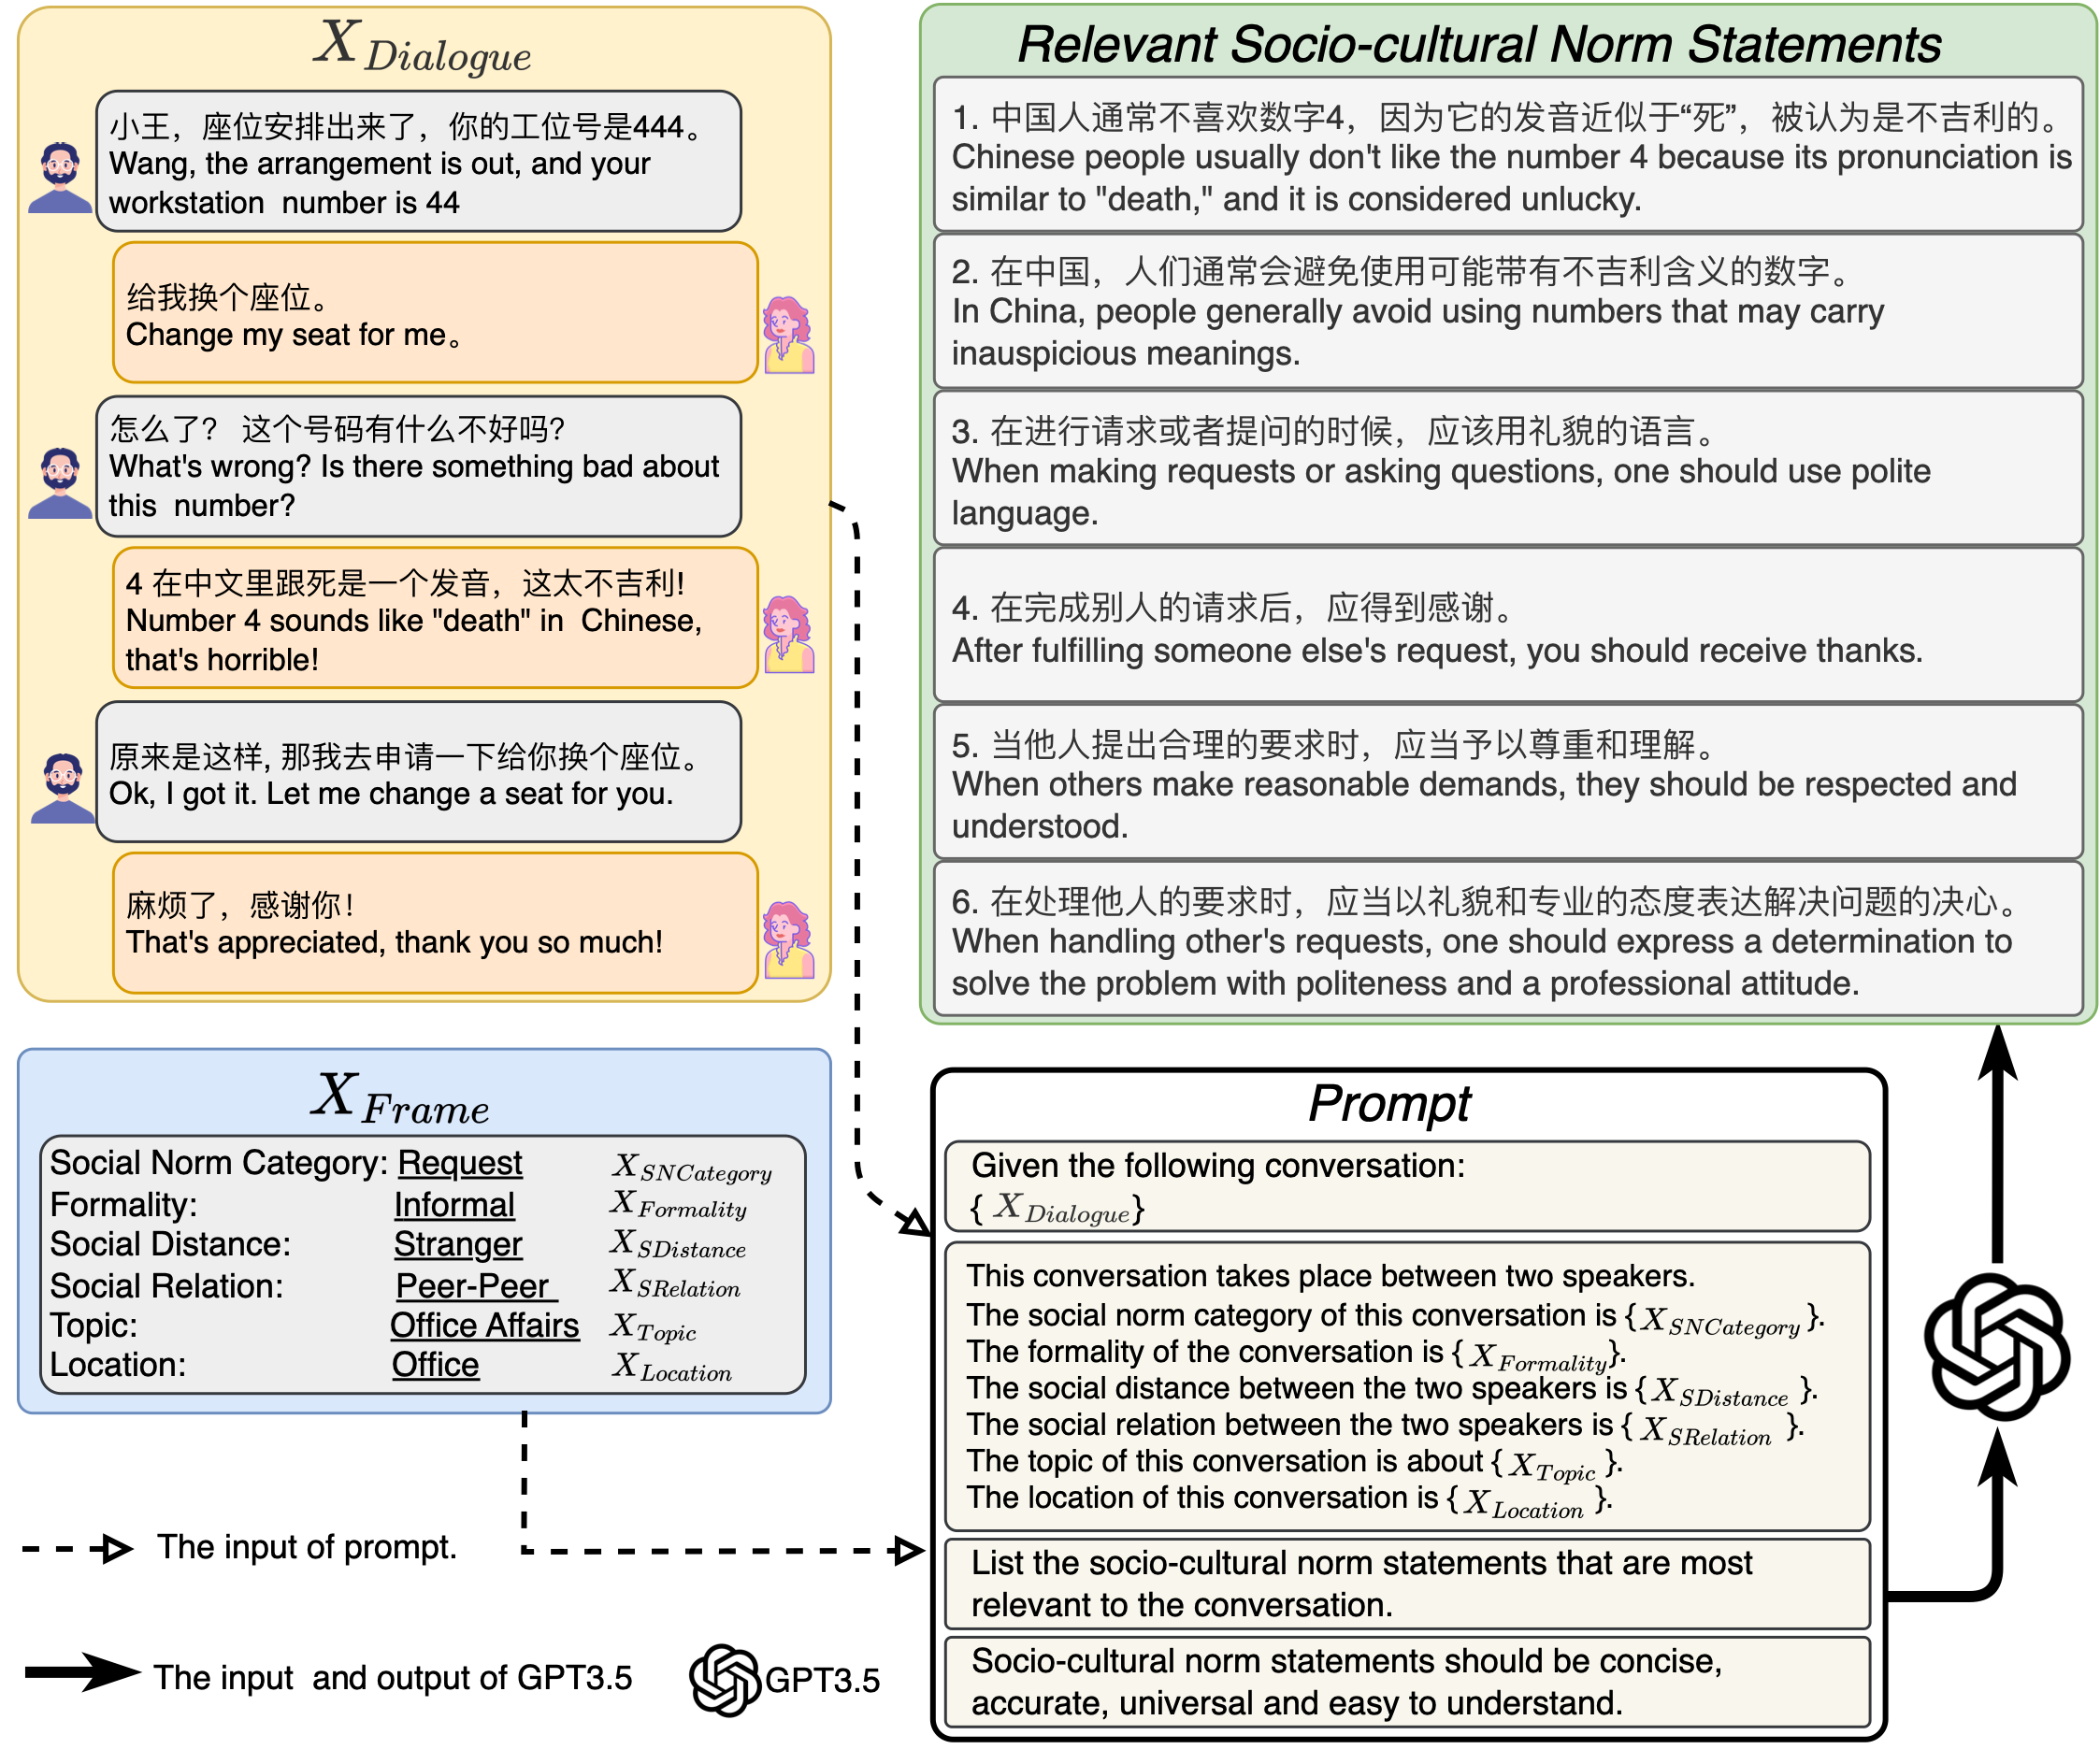 X Dialogue
小王，座位安排出来了，你的工位号是444。
Wang, the arrangement is out, and your
workstation number is 44
给我换个座位。
Change my seat for me。
怎么了？ 这个号码有什么不好吗?
What's wrong? Is there something bad about
this number?
4 在中文里跟死是一个发音，这太不吉利!
Number 4 sounds like "death" in Chinese,
that's horrible!
原来是这样, 那我去申请一下给你换个座位。
Ok, I got it. Let me change a seat for you.
麻烦了，感谢你！
That's appreciated, thank you so much!
X Frame
Social Norm Category: Request X SNCategory
Formality: Informal X Formality
Social Distance: Stranger X SDistance
Social Relation: Peer-Peer X SRelation
Topic: Office Affairs X Topic
Location: Office X Location
The input of prompt.
The input and output of GPT3.5
GPT3.5
Relevant Socio-cultural Norm Statements
1. 中国人通常不喜欢数字4，因为它的发音近似于“死”，被认为是不吉利的。
Chinese people usually don't like the number 4 because its pronunciation is
similar to "death," and it is considered unlucky.
2. 在中国，人们通常会避免使用可能带有不吉利含义的数字。
In China, people generally avoid using numbers that may carry
inauspicious meanings.
3. 在进行请求或者提问的时候，应该用礼貌的语言。
When making requests or asking questions, one should use polite
language.
4. 在完成别人的请求后，应得到感谢。
After fulfilling someone else's request, you should receive thanks.
5. 当他人提出合理的要求时，应当予以尊重和理解。
When others make reasonable demands, they should be respected and
understood.
6. 在处理他人的要求时，应当以礼貌和专业的态度表达解决问题的决心。
When handling other's requests, one should express a determination to
solve the problem with politeness and a professional attitude.
Prompt
Given the following conversation:
{ X Dialogue}
This conversation takes place between two speakers.
The social norm category of this conversation is { X SNCategory }.
The formality of the conversation is { X Formality}.
The social distance between the two speakers is { X SDistance }.
The social relation between the two speakers is { X SRelation }.
The topic of this conversation is about { X Topic }.
The location of this conversation is { X Location }.
List the socio-cultural norm statements that are most
relevant to the conversation.
Socio-cultural norm statements should be concise,
accurate, universal and easy to understand.